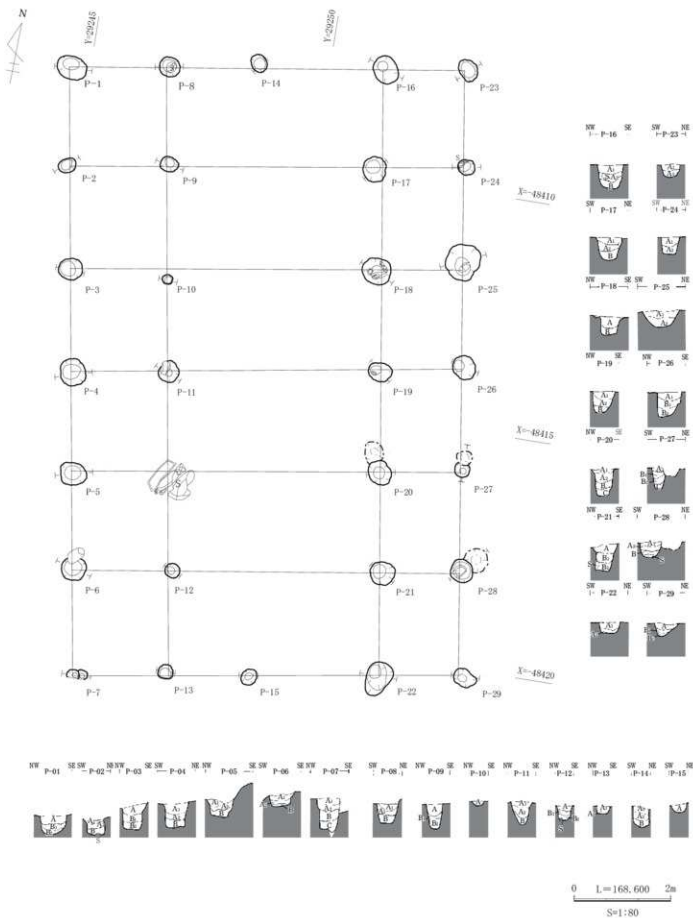 N
Y=29245
Y=29250
P-1
P-8
P-14
P-16
P-23
P-2
P-9
P-17
P-24
X=-48410
P-3
P-10
P-18
P-25
P-4
P-11
P-19
P-26
X=-48415
P-5
S
P-20
P-27
P-6
P-12
P-21
P-28
X=-48420
P-7
P-13
P-15
P-22
P-29
NW SE NW NE
P-16 P-23
SW NE SW NE
P-17 P-24
NW SE SW NE
P-18 P-25
NW SE NW NE
P-19 P-26
NW SE SW NE
P-20 P-27
NW SE SW NE
P-21 P-28
SW NE NW NE
P-22 P-29
NW SE SW NE NW SE SW NE NW SE NW SE NW SE SW NE NW SE NW SE NW SE NW SE NW SE SW NE NW SE
P-01 P-02 P-03 P-04 P-05 P-06 P-07 P-08 P-09 P-10 P-11 P-12 P-13 P-14 P-15
0 L=168,600 2m
S=1:80